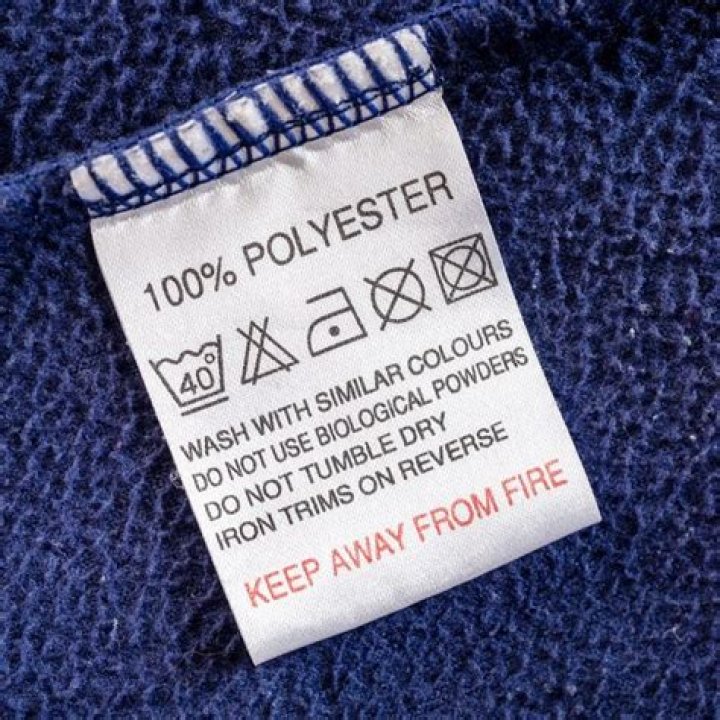 100% POLYESTER
40°
WASH WITH SIMILAR COLOURS
DO NOT USE BIOLOGICAL POWDERS
DO NOT TUMBLE DRY
IRON TRIMS ON REVERSE
KEEP AWAY FROM FIRE